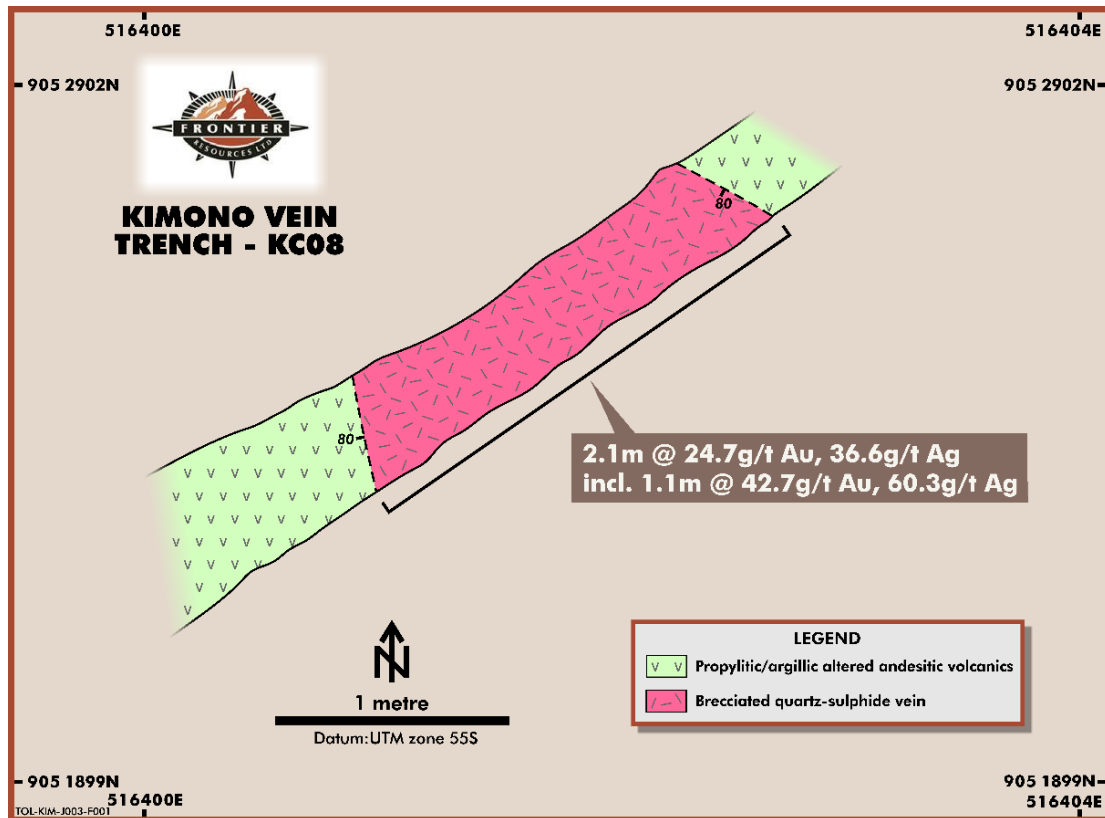 516400E
516404E
905 2902N
905 2902N
FRONTIER
RESOURCES LTD
KIMONO VEIN
TRENCH - KC08
80
80
2.1m @ 24.7g/t Au, 36.6g/t Ag
incl. 1.1m @ 42.7g/t Au, 60.3g/t Ag
N
1 metre
Datum:UTM zone 55S
LEGEND
Propylitic/argillic altered andesitic volcanics
Brecciated quartz-sulphide vein
905 1899N
905 1899N
516400E
516404E
TOL-KIM-J003-F001